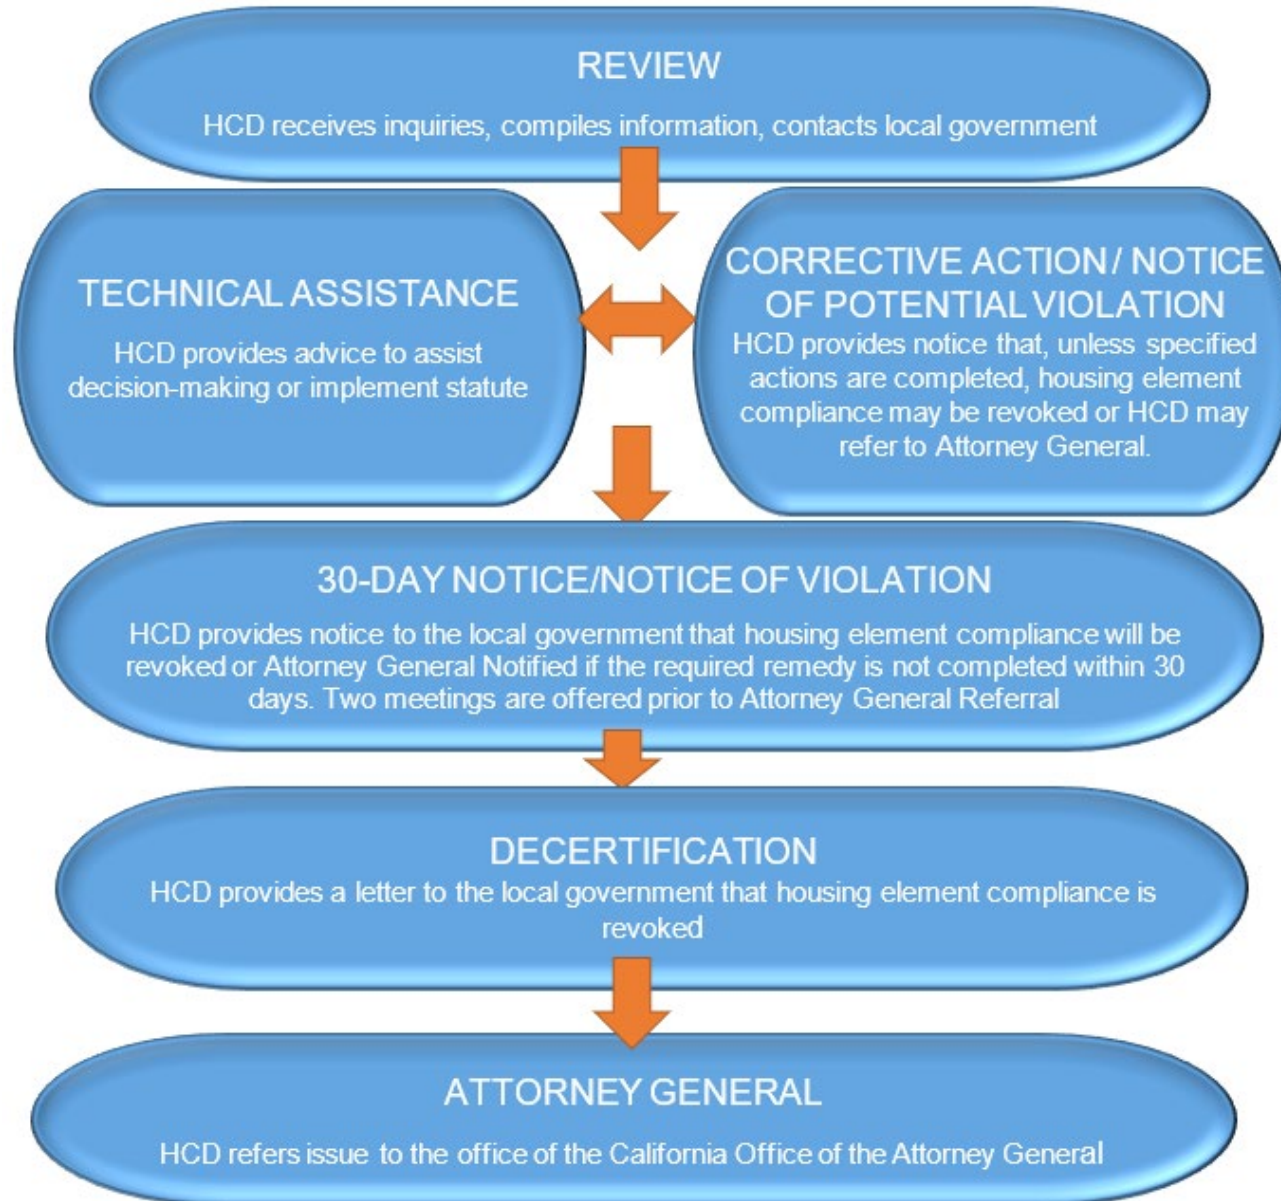 REVIEW
HCD receives inquiries, compiles information, contacts local government
TECHNICAL ASSISTANCE
HCD provides advice to assist
decision-making or implement statute
CORRECTIVE ACTION / NOTICE
OF POTENTIAL VIOLATION
HCD provides notice that, unless specified
actions are completed, housing element
compliance may be revoked or HCD may
refer to Attorney General.
30-DAY NOTICE/NOTICE OF VIOLATION
HCD provides notice to the local government that housing element compliance will be
revoked or Attorney General Notified if the required remedy is not completed within 30
days. Two meetings are offered prior to Attorney General Referral
DECERTIFICATION
HCD provides a letter to the local government that housing element compliance is
revoked
ATTORNEY GENERAL
HCD refers issue to the office of the California Office of the Attorney General